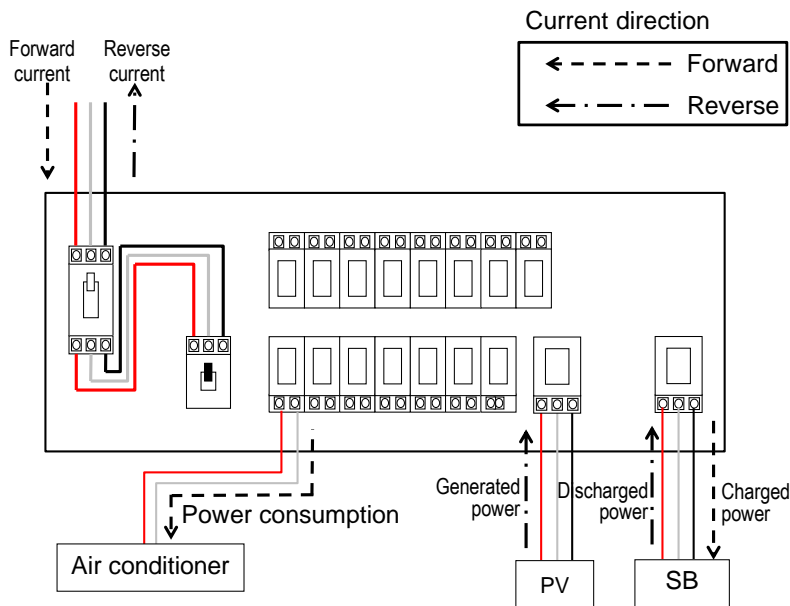 Current direction
Forward
Reverse
Forward
current
Reverse
current
Generated
power
Discharged
power
Charged
power
Power consumption
Air conditioner
PV
SB